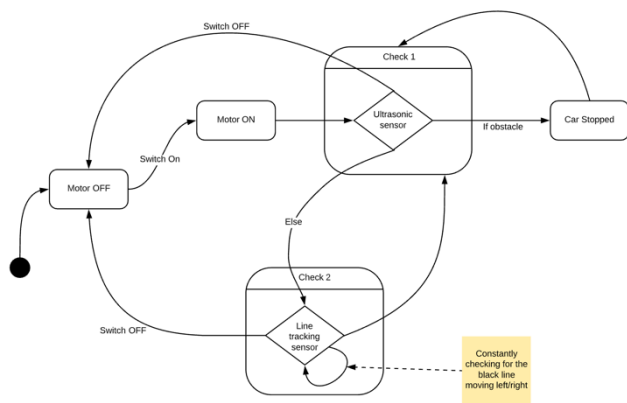 Switch OFF
Check 1
Motor ON
Ultrasonic
sensor
If obstacle
Car Stopped
Switch On
Motor OFF
Else
Check 2
Switch OFF
Line
tracking
sensor
Constantly
checking for the
black line
moving left/right